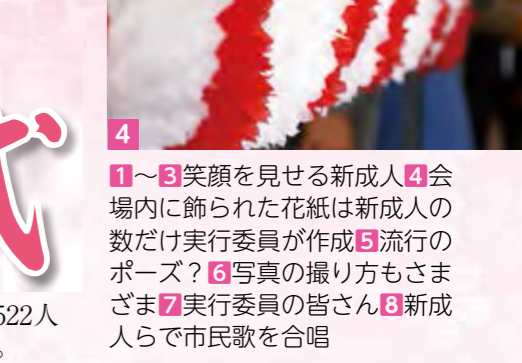 4
1～3笑顔を見せる新成人4会
場内に飾られた花紙は新成人の
数だけ実行委員が作成5流行の
ポーズ？6写真の撮り方もさま
ざま7実行委員の皆さん8新成
人らで市民歌を合唱
式
522人
。